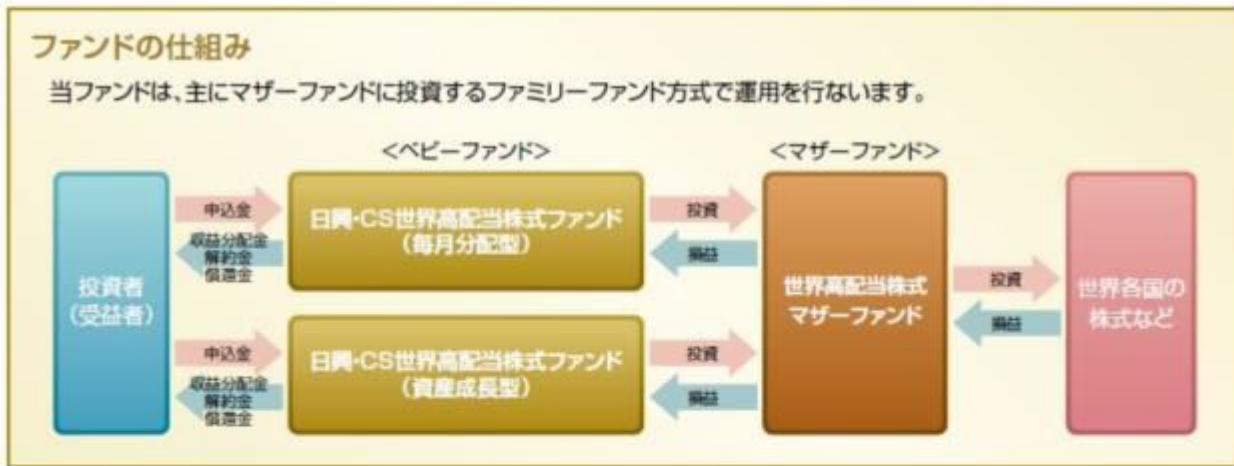 ファンドの仕組み
当ファンドは、主にマザーファンドに投資するファミリーファンド方式で運用を行ないます。
<ベビーファンド>
<マザーファンド>
投資者
(受益者)
申込金
収益分配金
解約金
償還金
日興・CS世界高配当株式ファンド
(毎月分配型)
投資
損益
申込金
収益分配金
解約金
償還金
日興・CS世界高配当株式ファンド
(資産成長型)
投資
損益
世界高配当株式
マザーファンド
投資
損益
世界各国の
株式など